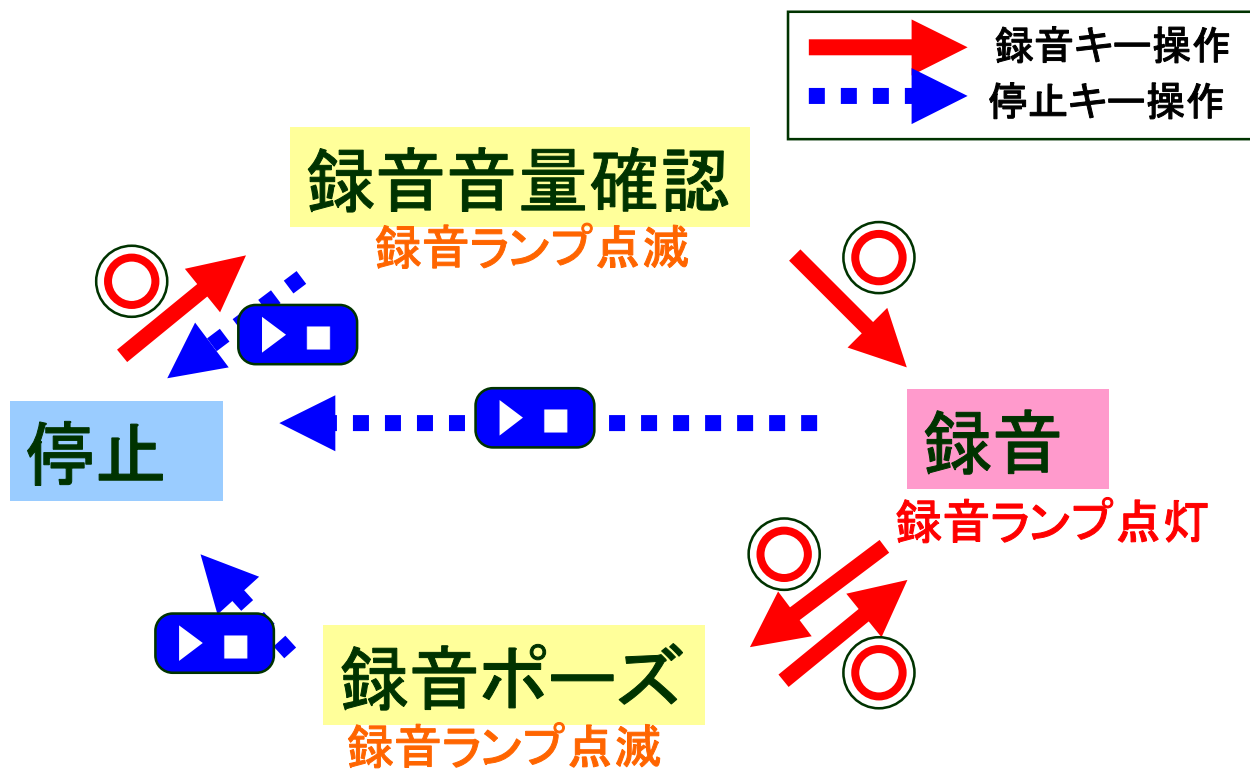 録音キー操作
停止キー操作
録音音量確認
録音ランプ点滅
停止
録音
録音ランプ点灯
録音ポーズ
録音ランプ点滅